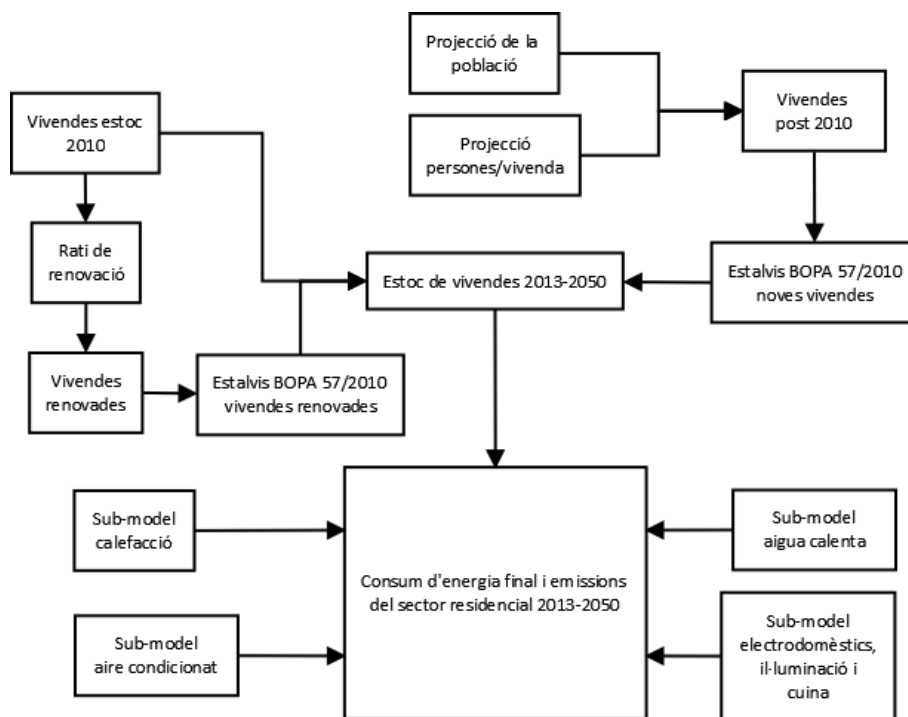 Projecció de la
població
Vivendes estoc
2010
Vivendes
post 2010
Projecció
persones/vivenda
Rati de
renovació
Estoc de vivendes 2013-2050
Estalvis BOPA 57/2010
noves vivendes
Vivendes
renovades
Estalvis BOPA 57/2010
vivendes renovades
Sub-model
calefacció
Sub-model
aigua calenta
Consum d'energia final i emissions
del sector residencial 2013-2050
Sub-model
aire condicionat
Sub-model
electrodomèstics,
il·luminació i
cuina